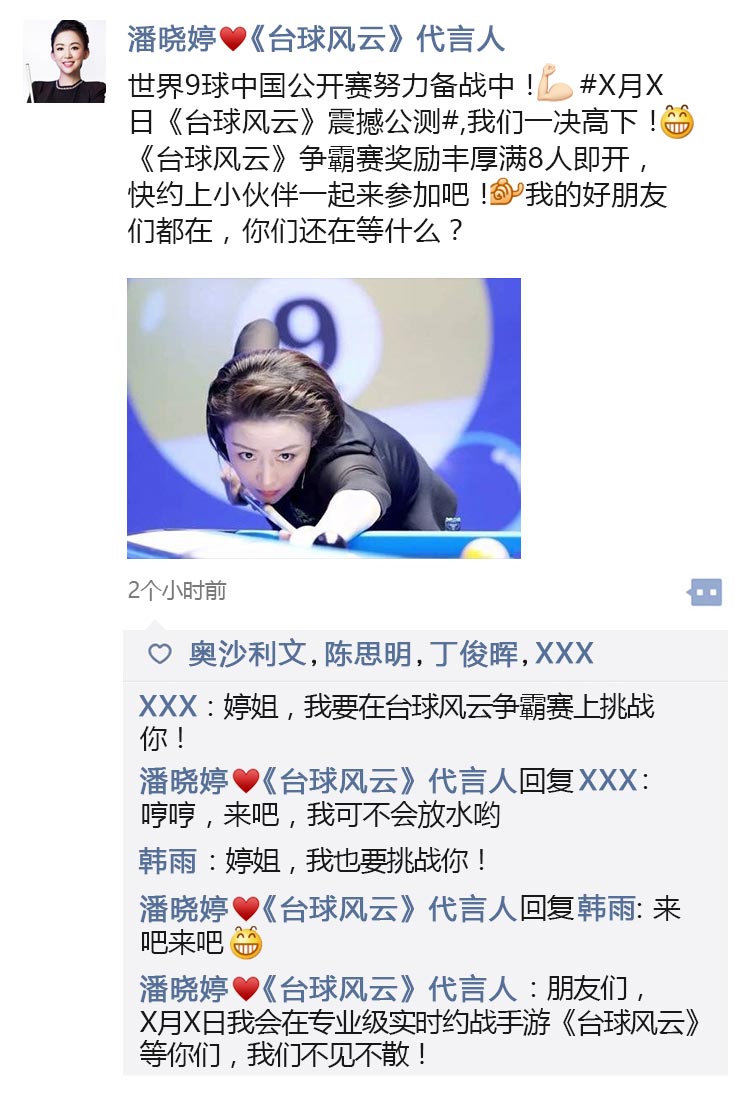 潘晓婷❤《台球风云》代言人
世界9球中国公开赛努力备战中！💪#X月X
日《台球风云》震撼公测#,我们一决高下！😁
《台球风云》争霸赛奖励丰厚满8人即开，
快约上小伙伴一起来参加吧！👊我的好朋友
们都在，你们还在等什么？
9
2个小时前
♡ 奥沙利文,陈思明,丁俊晖,XXX
XXX：婷姐，我要在台球风云争霸赛上挑战
你！
潘晓婷❤《台球风云》代言人回复XXX：
哼哼，来吧，我可不会放水哟
韩雨：婷姐，我也要挑战你！
潘晓婷❤《台球风云》代言人回复韩雨: 来
吧来吧😁
潘晓婷❤《台球风云》代言人：朋友们，
X月X日我会在专业级实时约战手游《台球风云》
等你们，我们不见不散！